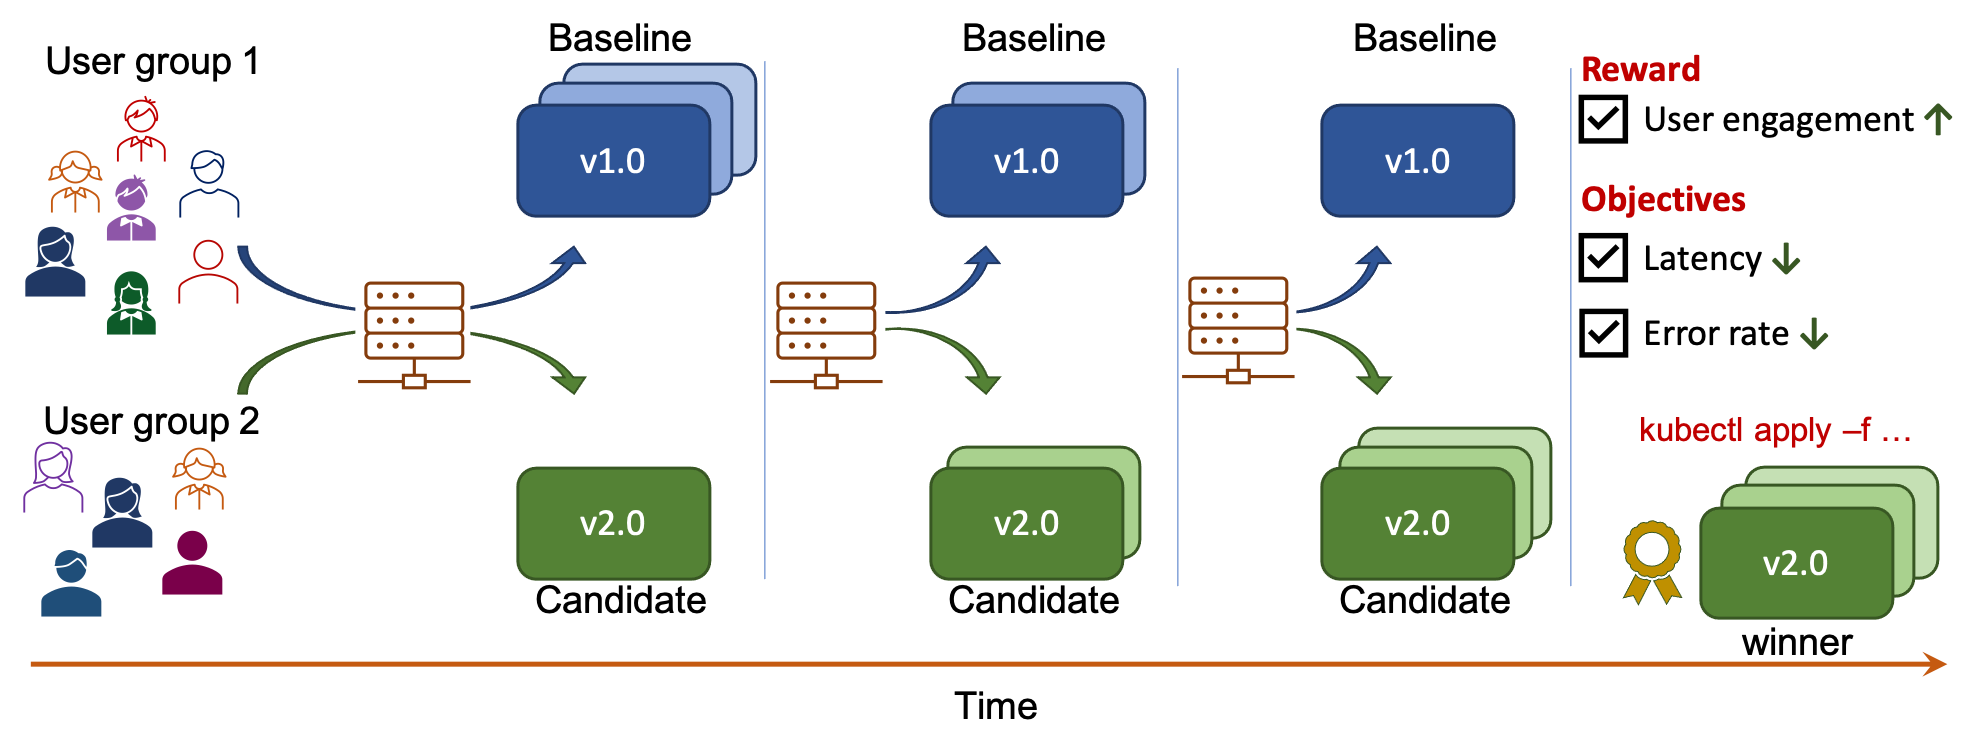 User group 1
User group 2
Baseline
v1.0
v2.0
Candidate
Baseline
v1.0
v2.0
Candidate
Baseline
v1.0
v2.0
Candidate
Reward
User engagement
Objectives
Latency
Error rate
kubectl apply –f …
v2.0
winner
Time